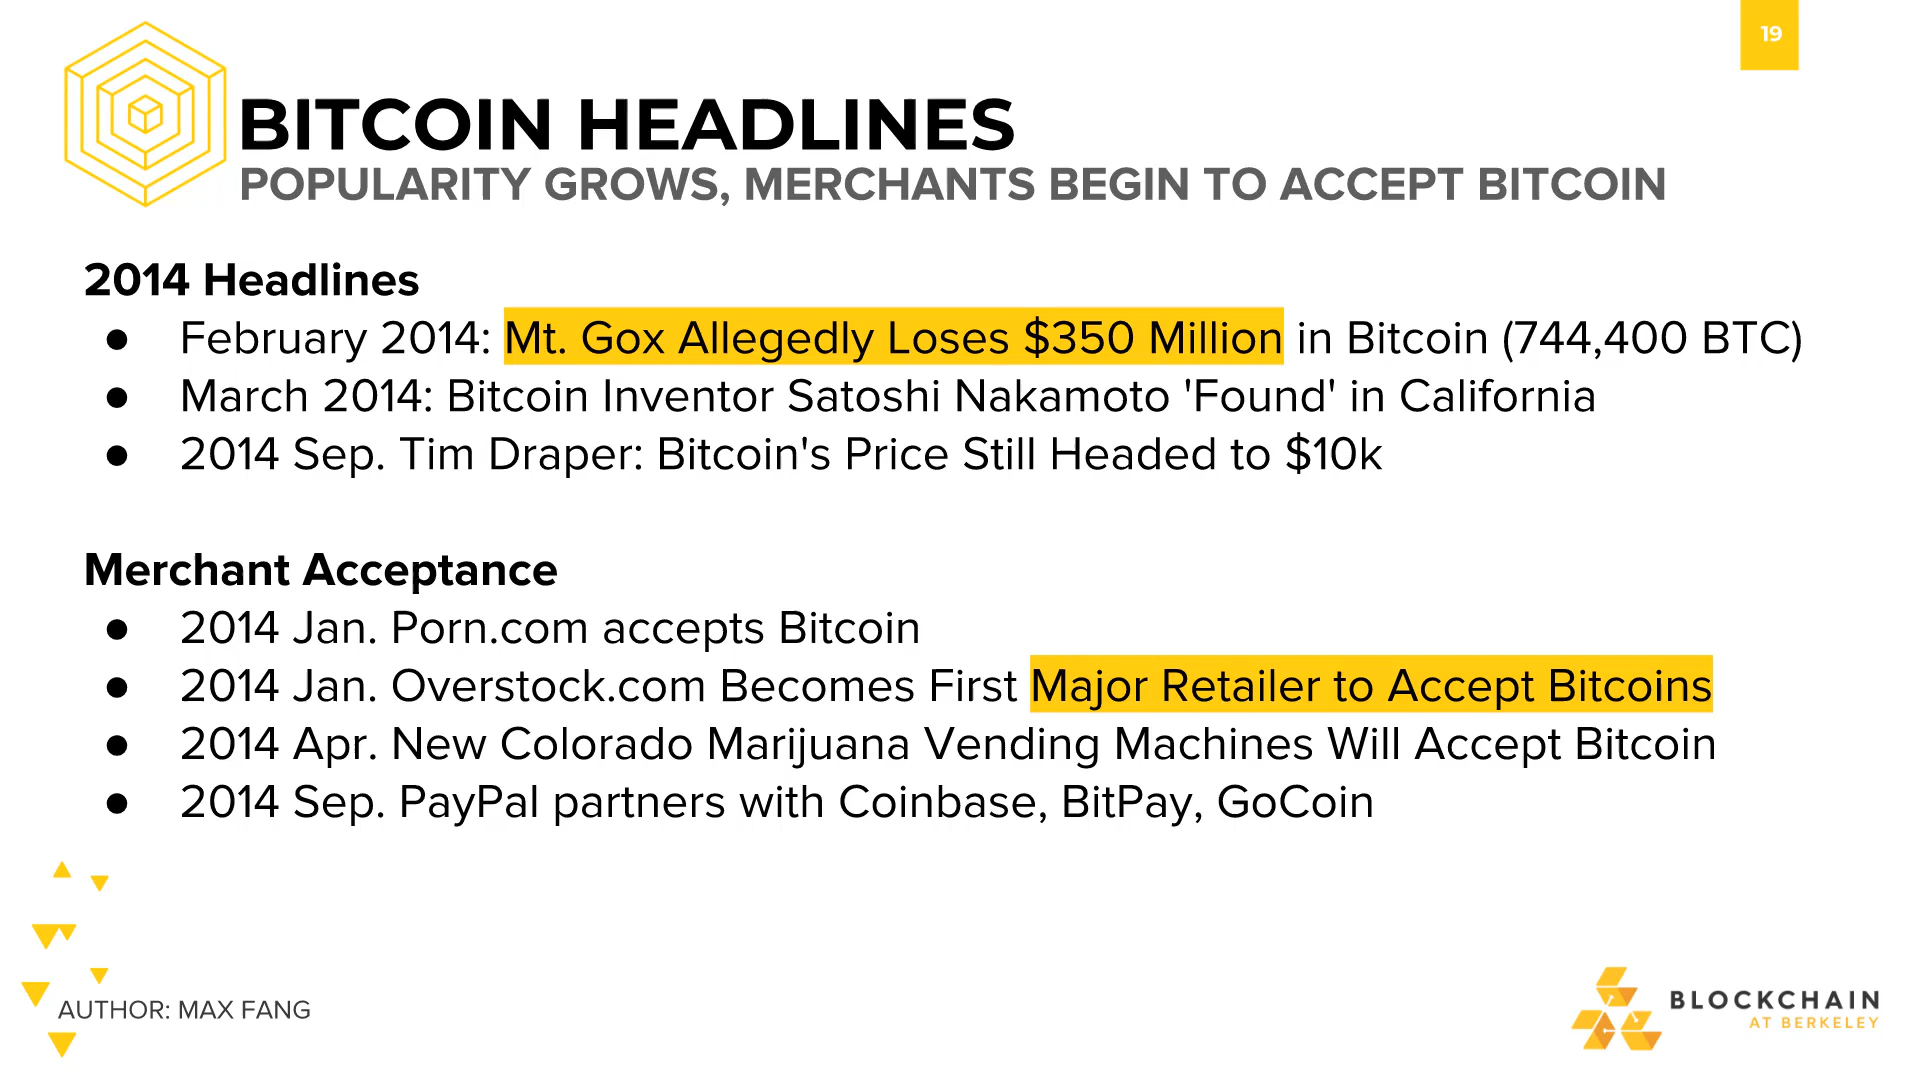 19
BITCOIN HEADLINES
POPULARITY GROWS, MERCHANTS BEGIN TO ACCEPT BITCOIN
2014 Headlines
● February 2014: Mt. Gox Allegedly Loses $350 Million in Bitcoin (744,400 BTC)
● March 2014: Bitcoin Inventor Satoshi Nakamoto 'Found' in California
● 2014 Sep. Tim Draper: Bitcoin's Price Still Headed to $10k
Merchant Acceptance
● 2014 Jan. Porn.com accepts Bitcoin
● 2014 Jan. Overstock.com Becomes First Major Retailer to Accept Bitcoins
● 2014 Apr. New Colorado Marijuana Vending Machines Will Accept Bitcoin
● 2014 Sep. PayPal partners with Coinbase, BitPay, GoCoin
AUTHOR: MAX FANG
BLOCKCHAIN
AT BERKELEY